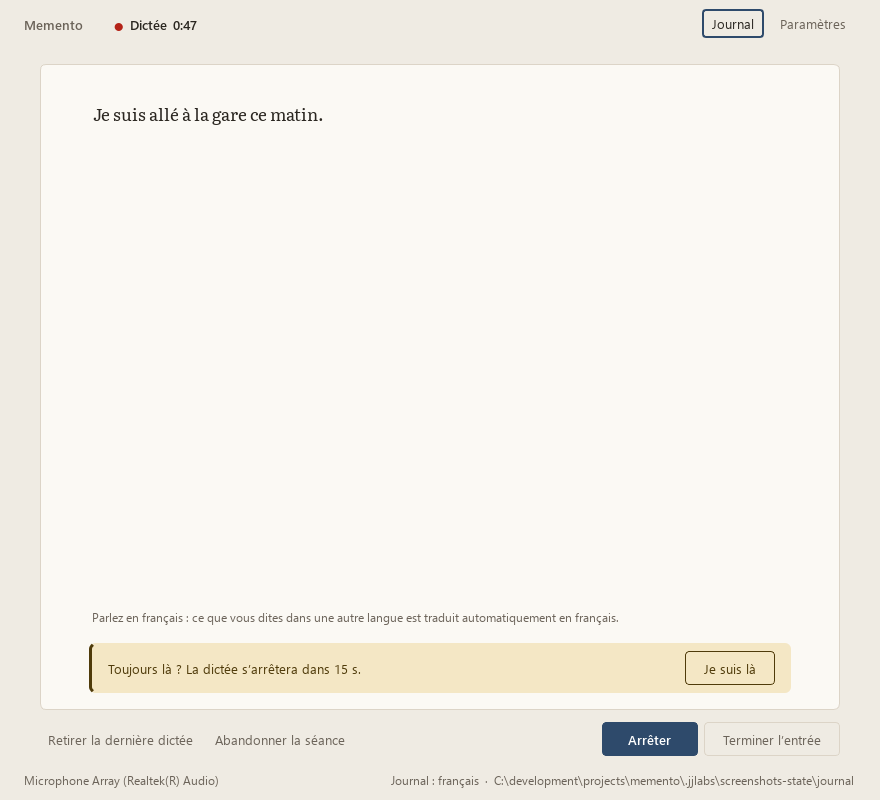 Memento
Dictée 0:47
Journal
Paramètres
Je suis allé à la gare ce matin.
Parlez en français : ce que vous dites dans une autre langue est traduit automatiquement en français.
Toujours là ? La dictée s’arrêtera dans 15 s.
Je suis là
Retirer la dernière dictée
Abandonner la séance
Arrêter
Terminer l’entrée
Microphone Array (Realtek(R) Audio)
Journal : français · C:\development\projects\memento\.jjlabs\screenshots-state\journal